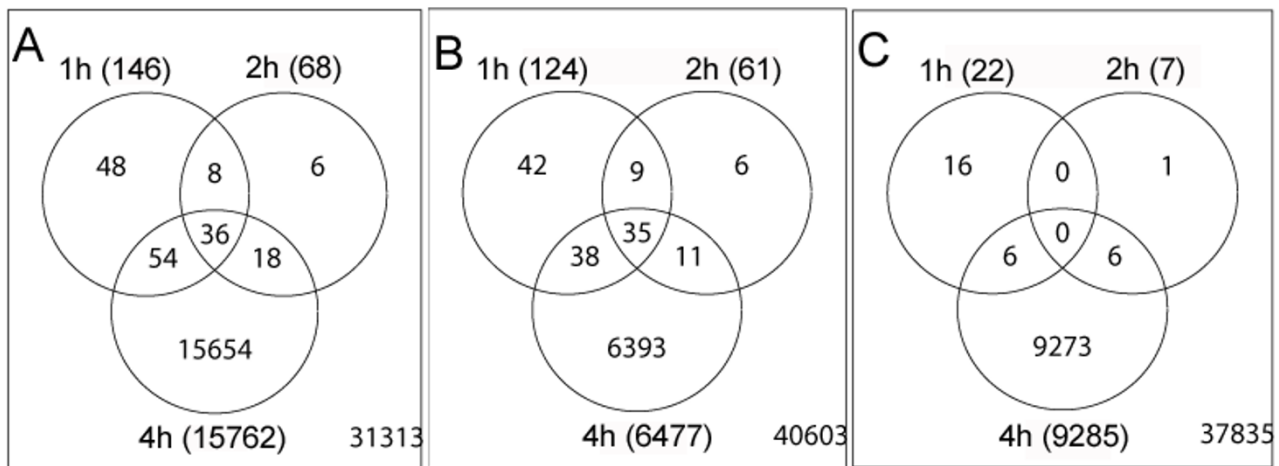 A
1h (146) 2h (68)
48 8 6
36
54 18
15654
4h (15762) 31313
B
1h (124) 2h (61)
42 9 6
35
38 11
6393
4h (6477) 40603
C
1h (22) 2h (7)
16 0 1
0
6 6
9273
4h (9285) 37835